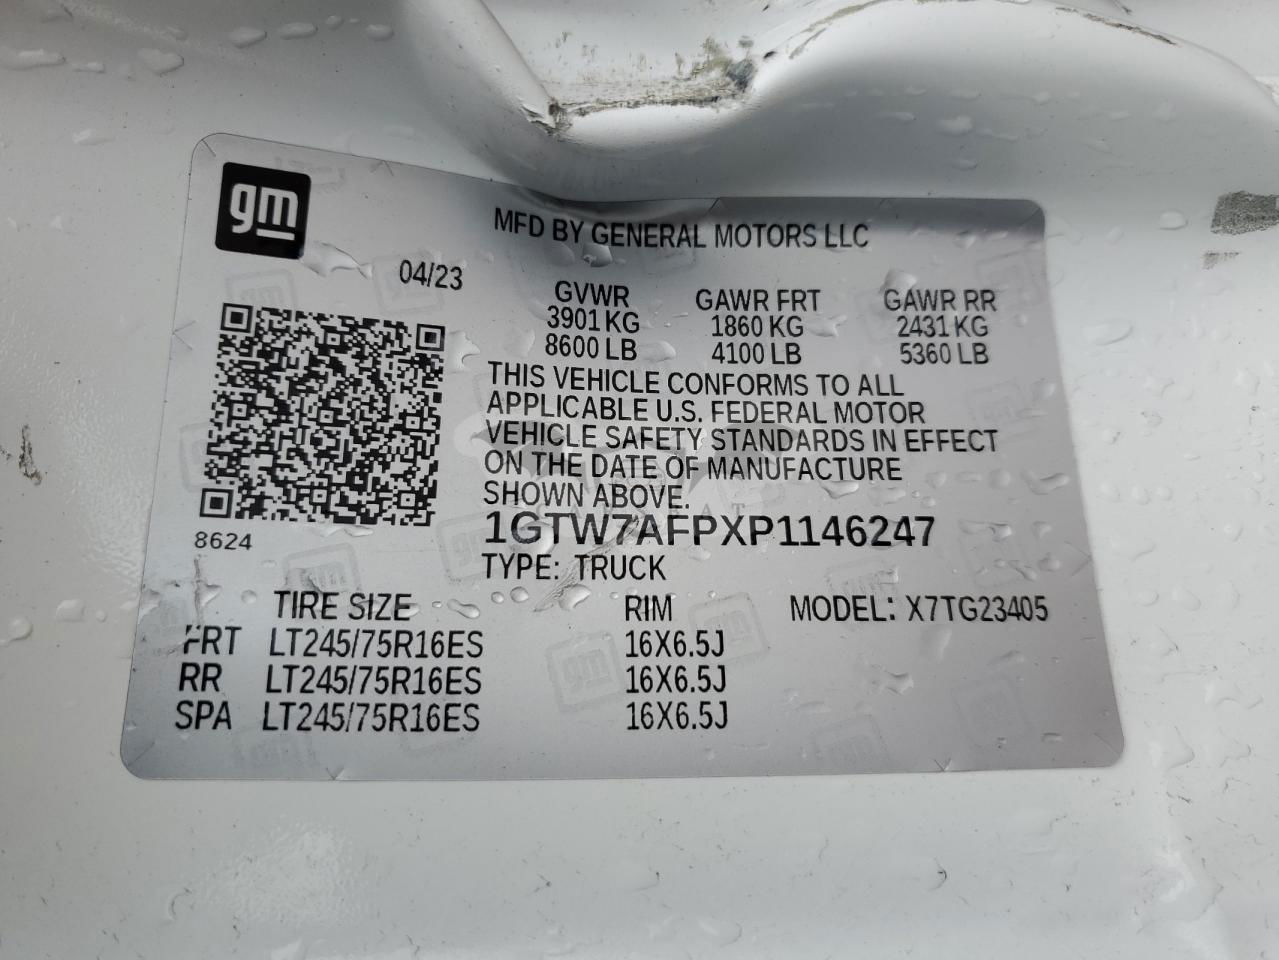 gm
MFD BY GENERAL MOTORS LLC
04/23
GVWR GAWR FRT GAWR RR
3901 KG 1860 KG 2431 KG
8600 LB 4100 LB 5360 LB
THIS VEHICLE CONFORMS TO ALL
APPLICABLE U.S. FEDERAL MOTOR
VEHICLE SAFETY STANDARDS IN EFFECT
ON THE DATE OF MANUFACTURE
SHOWN ABOVE.
1GTW7AFPXP1146247
8624
TYPE: TRUCK
TIRE SIZE RIM MODEL: X7TG23405
FRT LT245/75R16ES 16X6.5J
RR LT245/75R16ES 16X6.5J
SPA LT245/75R16ES 16X6.5J